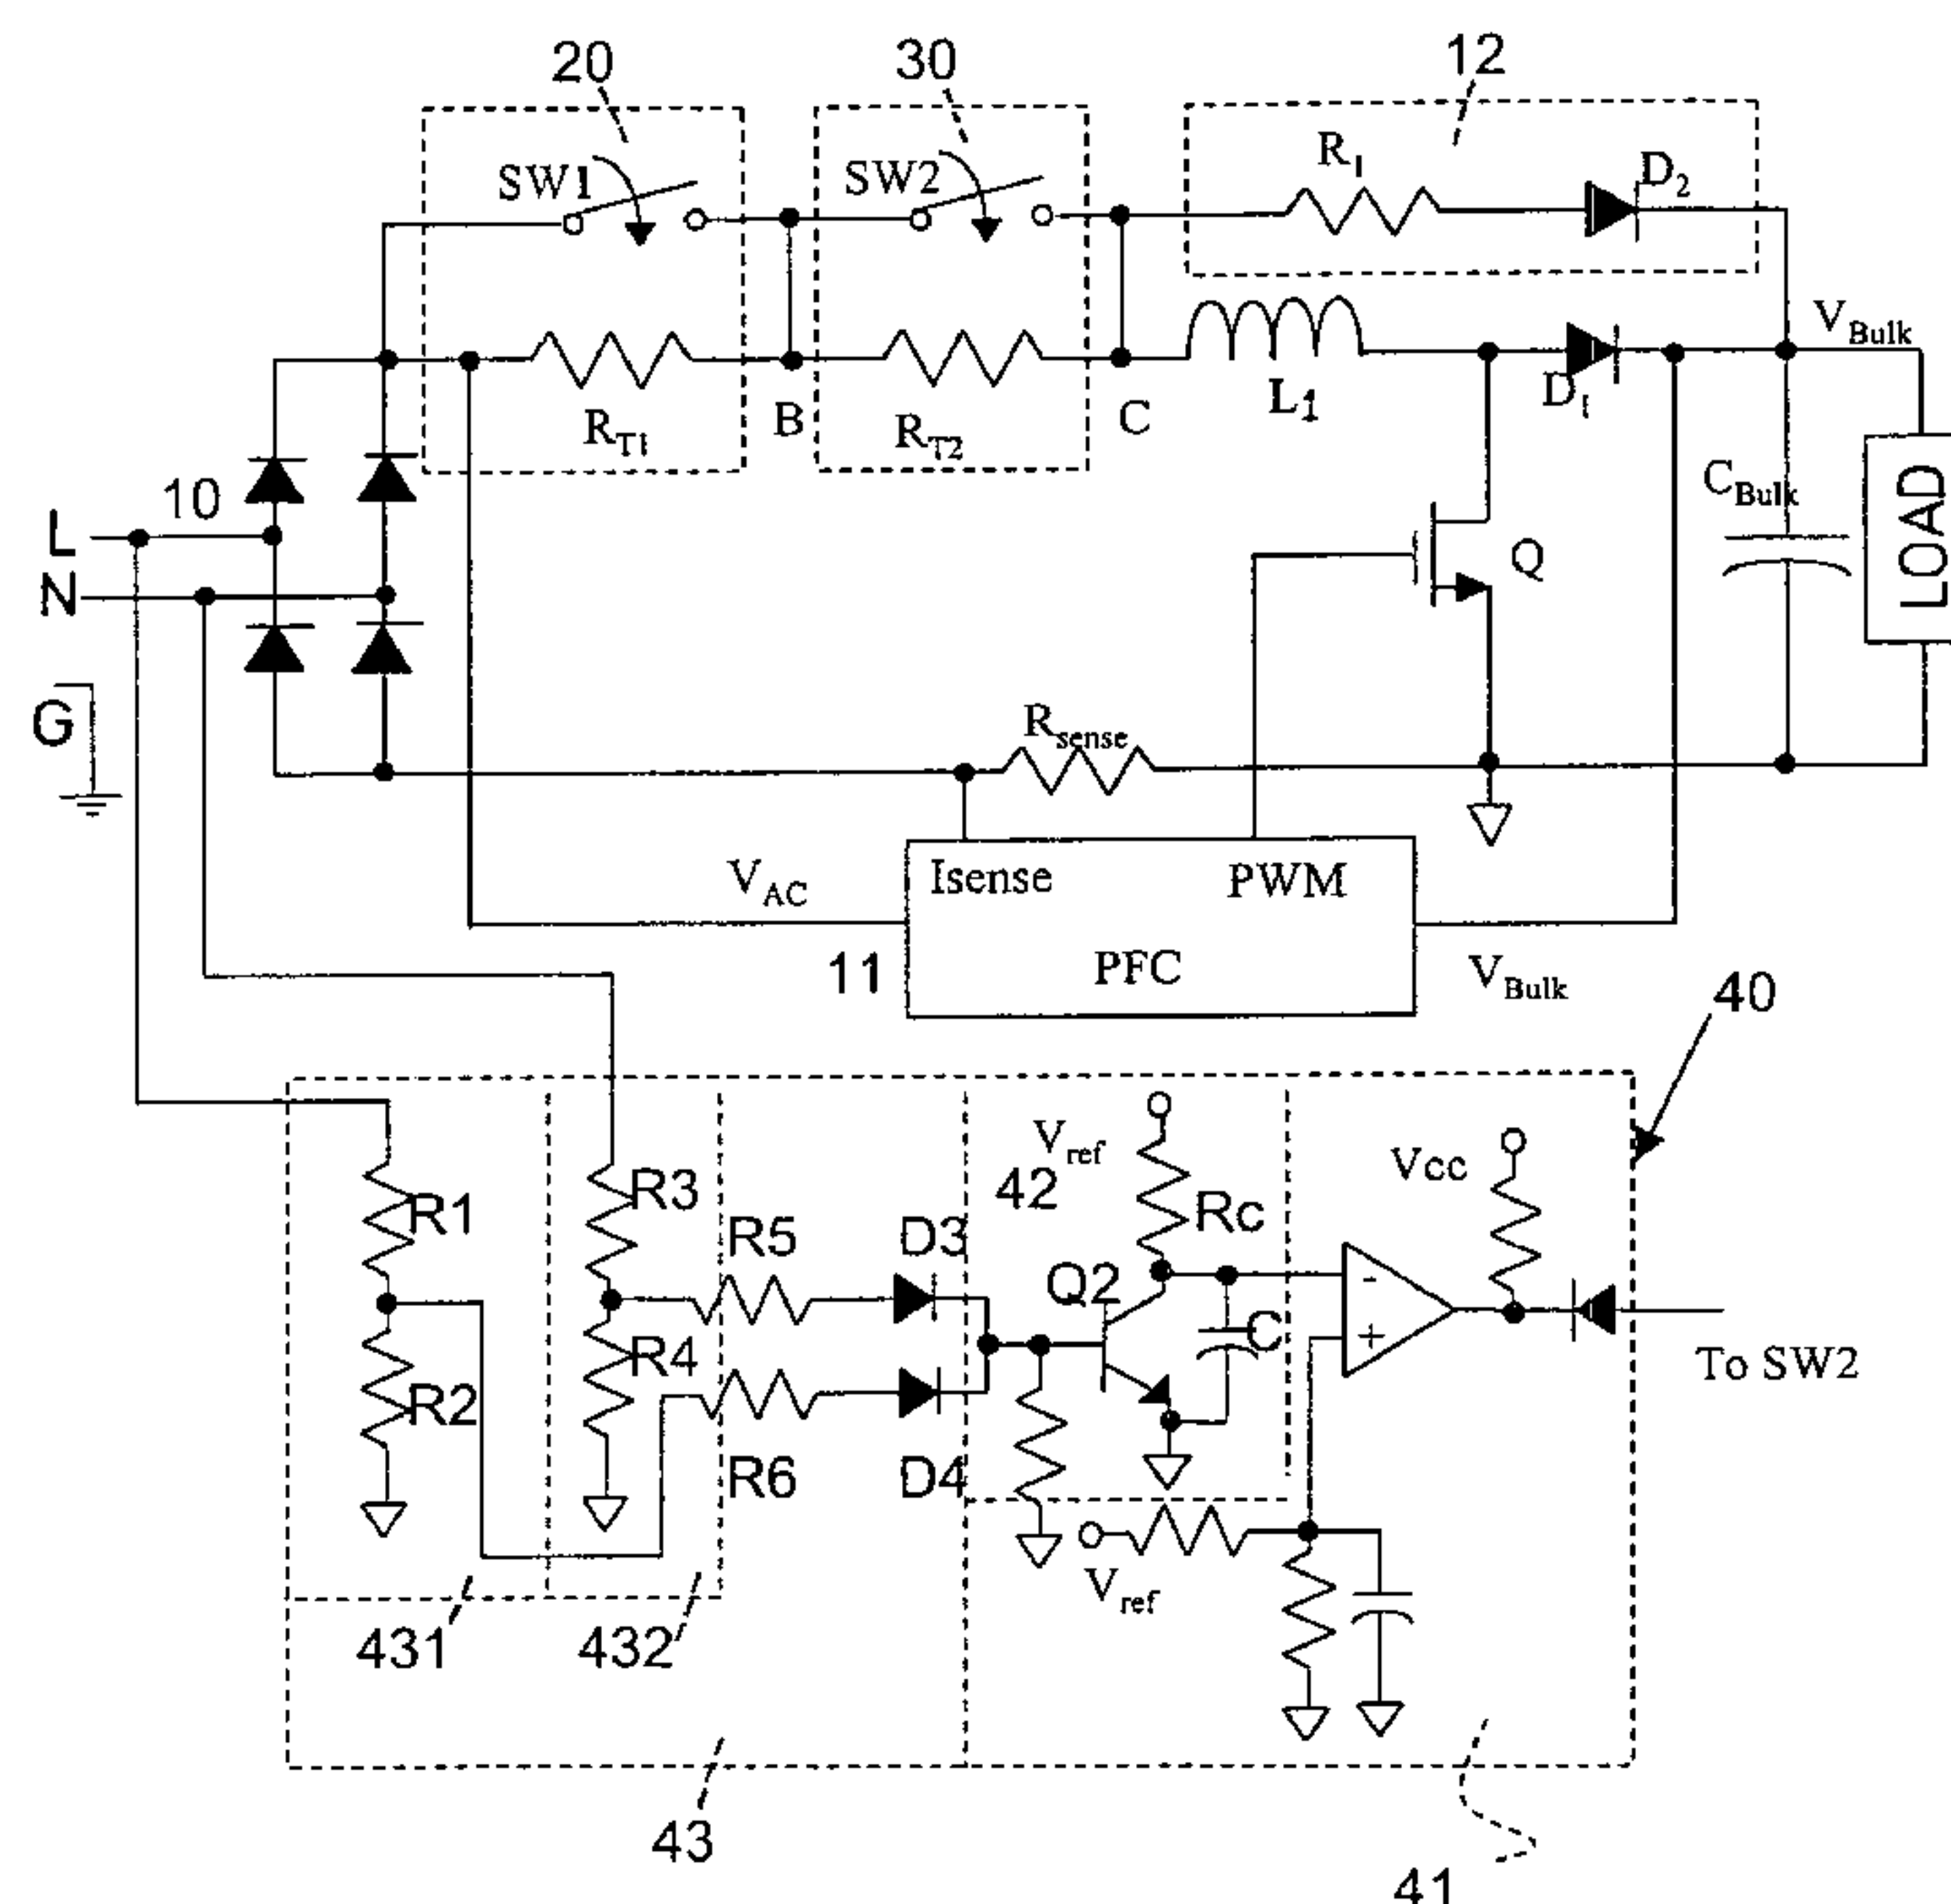 20
30
12
SW1
SW2
R1
D2
RT1
B
RT2
C
L1
D1
VBulk
CBulk
LOAD
10
L
N
G
Q
Rsense
VAC
Isense
PWM
PFC
11
VBulk
40
R1
R2
R3
R4
R5
R6
D3
D4
42
Vref
Rc
Q2
C
-
+
Vcc
To SW2
Vref
431
432
43
41